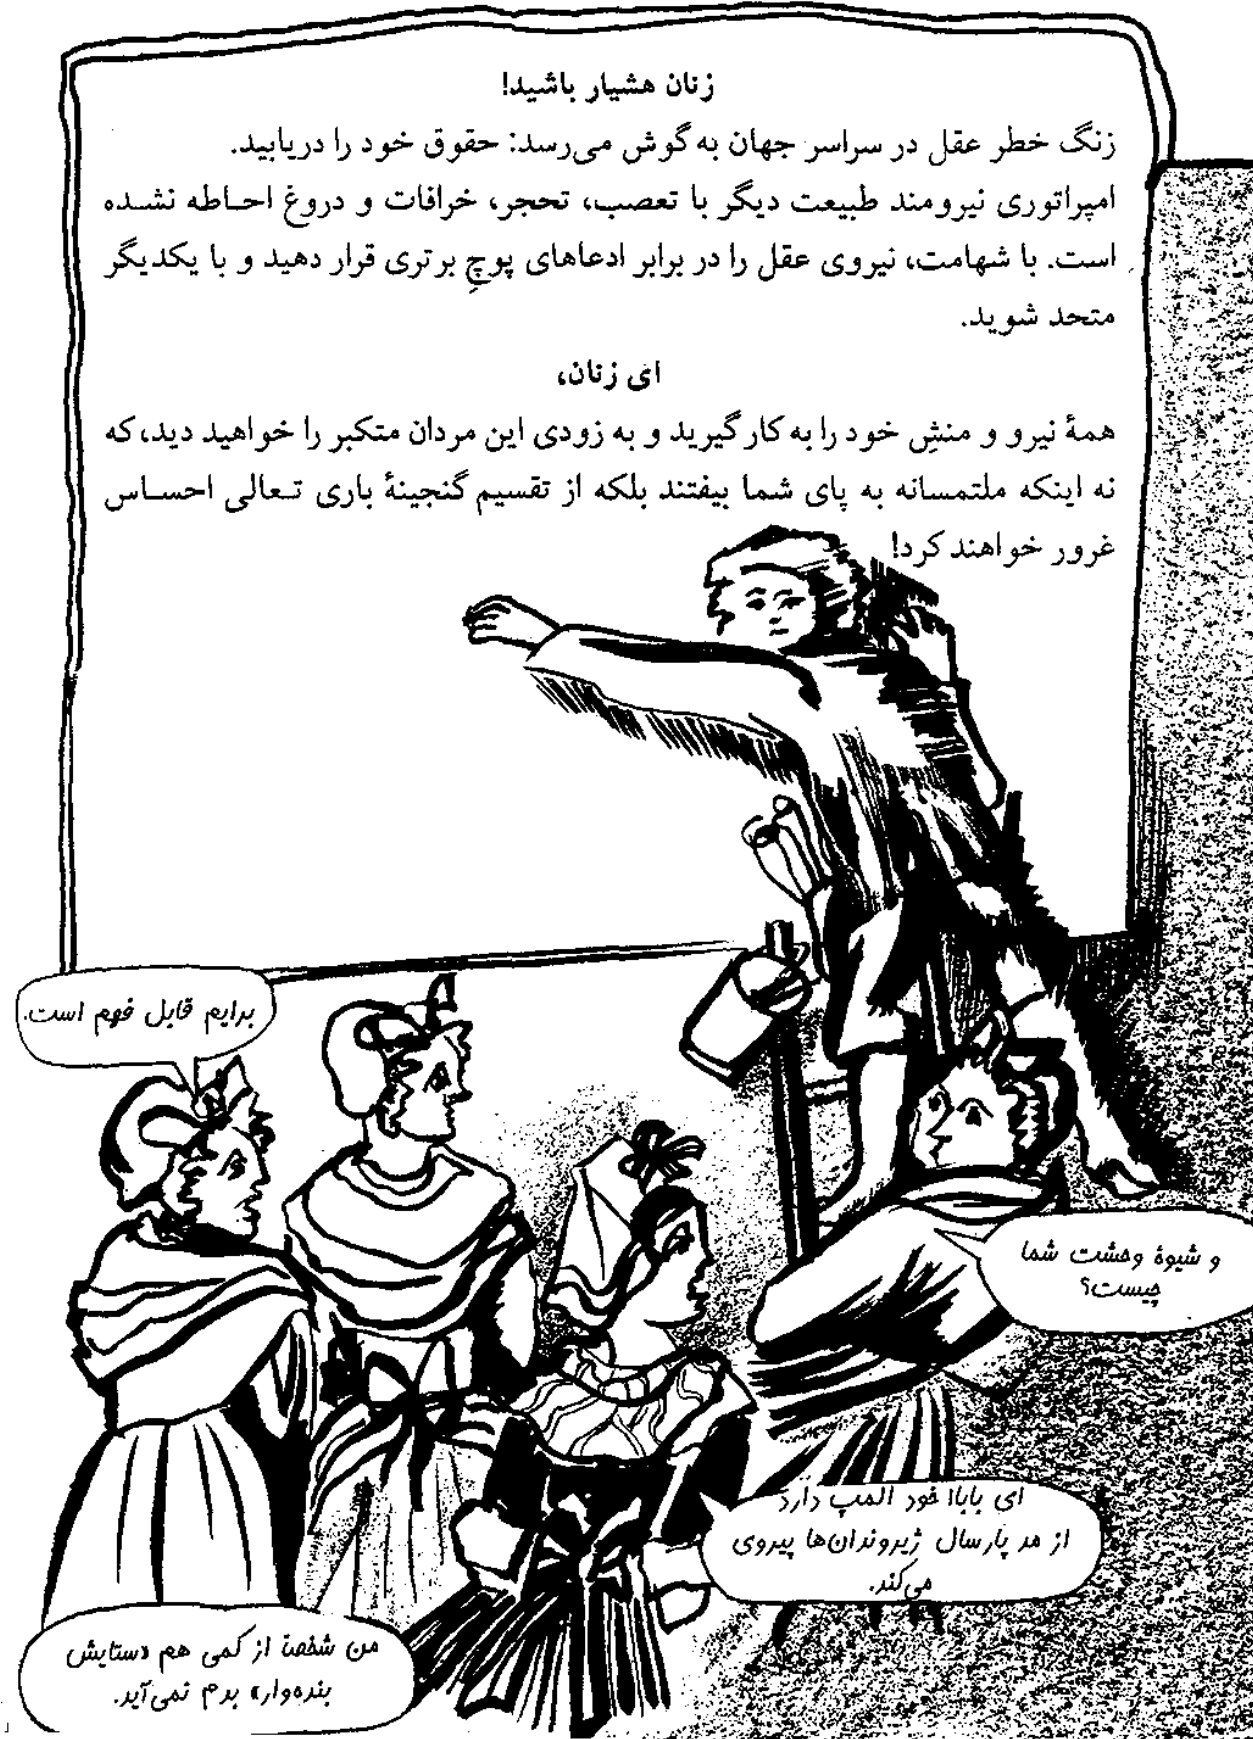 زنان هشیار باشید!
زنگ خطر عقل در سراسر جهان به گوش می‌رسد: حقوق خود را دریابید.
امپراتوری نیرومند طبیعت دیگر با تعصب، تحجر، خرافات و دروغ احاطه نشده
است. با شهامت، نیروی عقل را در برابر ادعاهای پوچِ برتری قرار دهید و با یکدیگر
متحد شوید.
ای زنان،
همهٔ نیرو و منشِ خود را به کار گیرید و به زودی این مردان متکبر را خواهید دید، که
نه اینکه ملتمسانه به پای شما بیفتند بلکه از تقسیم گنجینهٔ باری تعالی احساس
غرور خواهند کرد!
برایم قابل فهم است.
و شیوهٔ وحشت شما
چیست؟
ای بابا! خود المپ دارد
از مد پارسال ژیروندان‌ها پیروی
می‌کند.
من شخصاً از کمی هم «ستایش
بنده‌وار» بدم نمی‌آید.